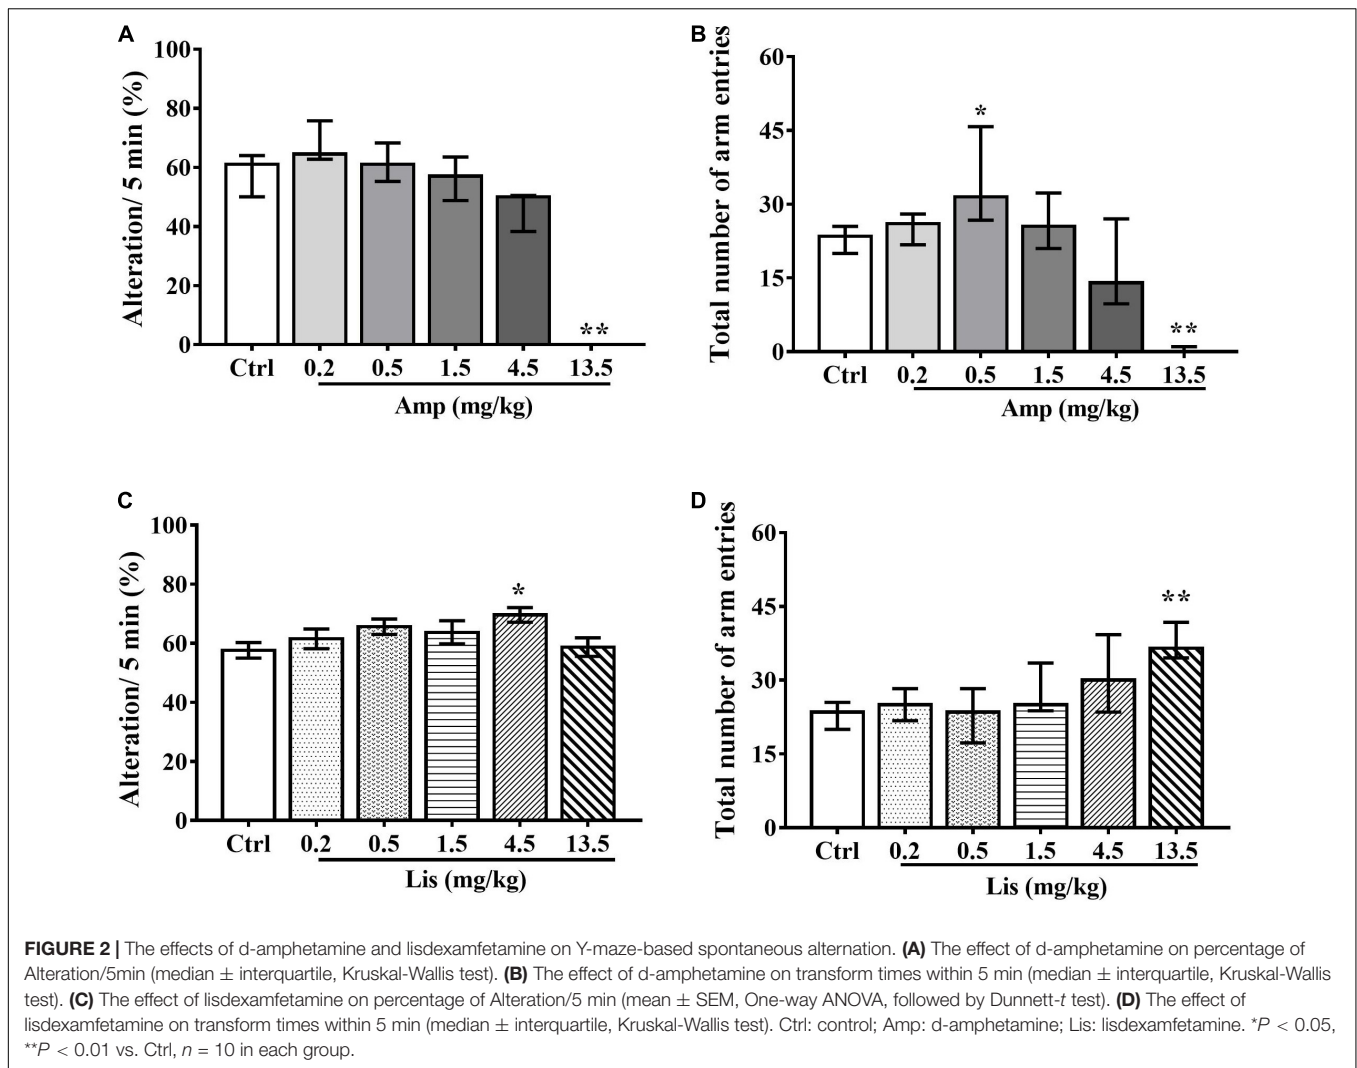 A
Alteration/ 5 min (%)
100
80
60
40
20
0
**
Ctrl 0.2 0.5 1.5 4.5 13.5
Amp (mg/kg)
B
Total number of arm entries
60
45
30
15
0
*
**
Ctrl 0.2 0.5 1.5 4.5 13.5
Amp (mg/kg)
C
Alteration/ 5 min (%)
100
80
60
40
20
0
*
Ctrl 0.2 0.5 1.5 4.5 13.5
Lis (mg/kg)
D
Total number of arm entries
60
45
30
15
0
**
Ctrl 0.2 0.5 1.5 4.5 13.5
Lis (mg/kg)
FIGURE 2 | The effects of d-amphetamine and lisdexamfetamine on Y-maze-based spontaneous alternation. (A) The effect of d-amphetamine on percentage of
Alteration/5min (median ± interquartile, Kruskal-Wallis test). (B) The effect of d-amphetamine on transform times within 5 min (median ± interquartile, Kruskal-Wallis
test). (C) The effect of lisdexamfetamine on percentage of Alteration/5 min (mean ± SEM, One-way ANOVA, followed by Dunnett-t test). (D) The effect of
lisdexamfetamine on transform times within 5 min (median ± interquartile, Kruskal-Wallis test). Ctrl: control; Amp: d-amphetamine; Lis: lisdexamfetamine. *P < 0.05,
**P < 0.01 vs. Ctrl, n = 10 in each group.